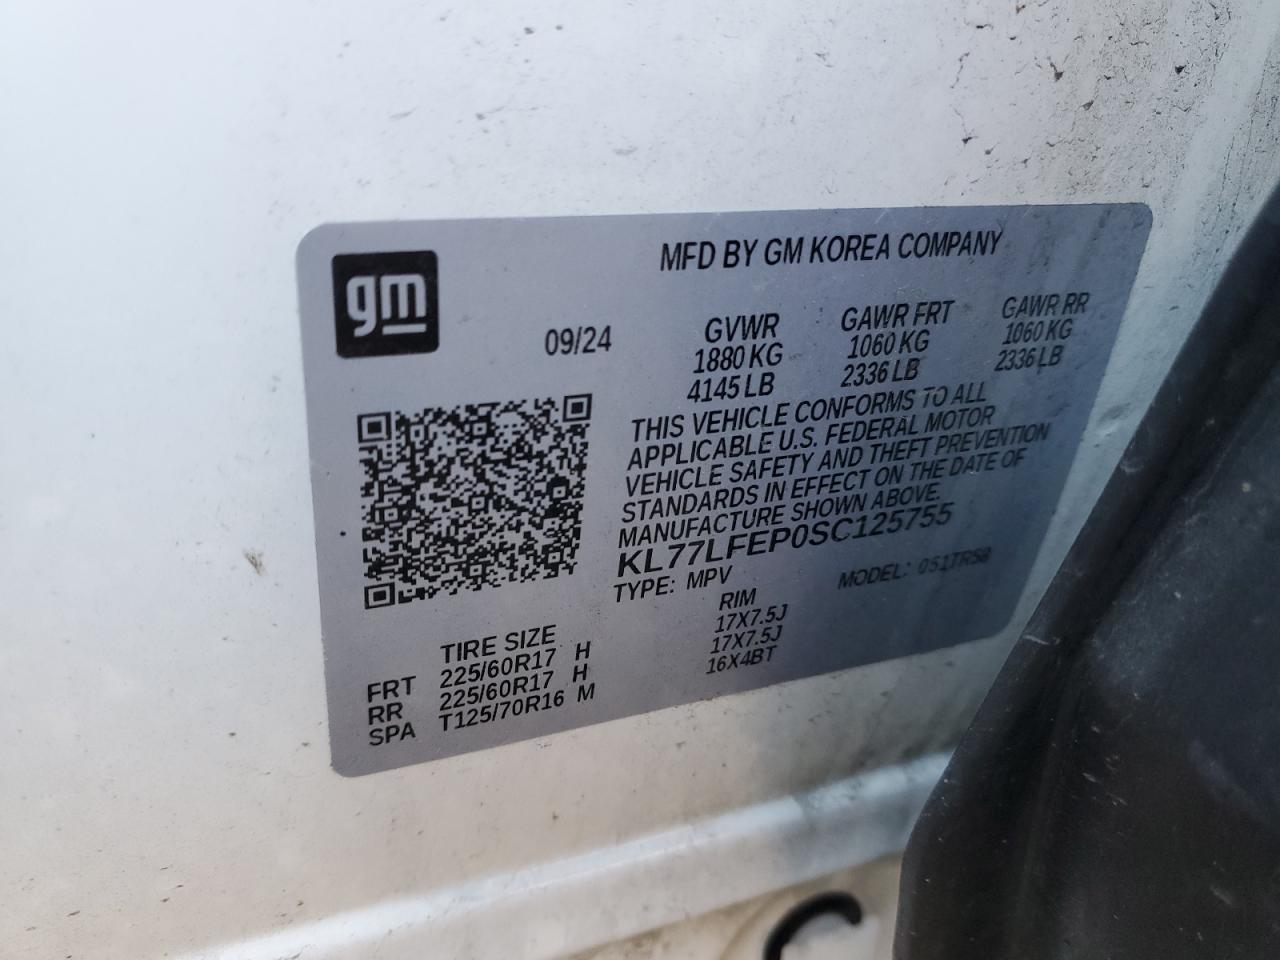 gm
MFD BY GM KOREA COMPANY
09/24
GVWR GAWR FRT GAWR RR
1880 KG 1060 KG 1060 KG
4145 LB 2336 LB 2336 LB
THIS VEHICLE CONFORMS TO ALL
APPLICABLE U.S. FEDERAL MOTOR
VEHICLE SAFETY AND THEFT PREVENTION
STANDARDS IN EFFECT ON THE DATE OF
MANUFACTURE SHOWN ABOVE.
KL77LFEP0SC125755
TYPE: MPV MODEL:
TIRE SIZE RIM
FRT 225/60R17 H 17X7.5J
RR 225/60R17 H 17X7.5J
SPA T125/70R16 M 16X4BT